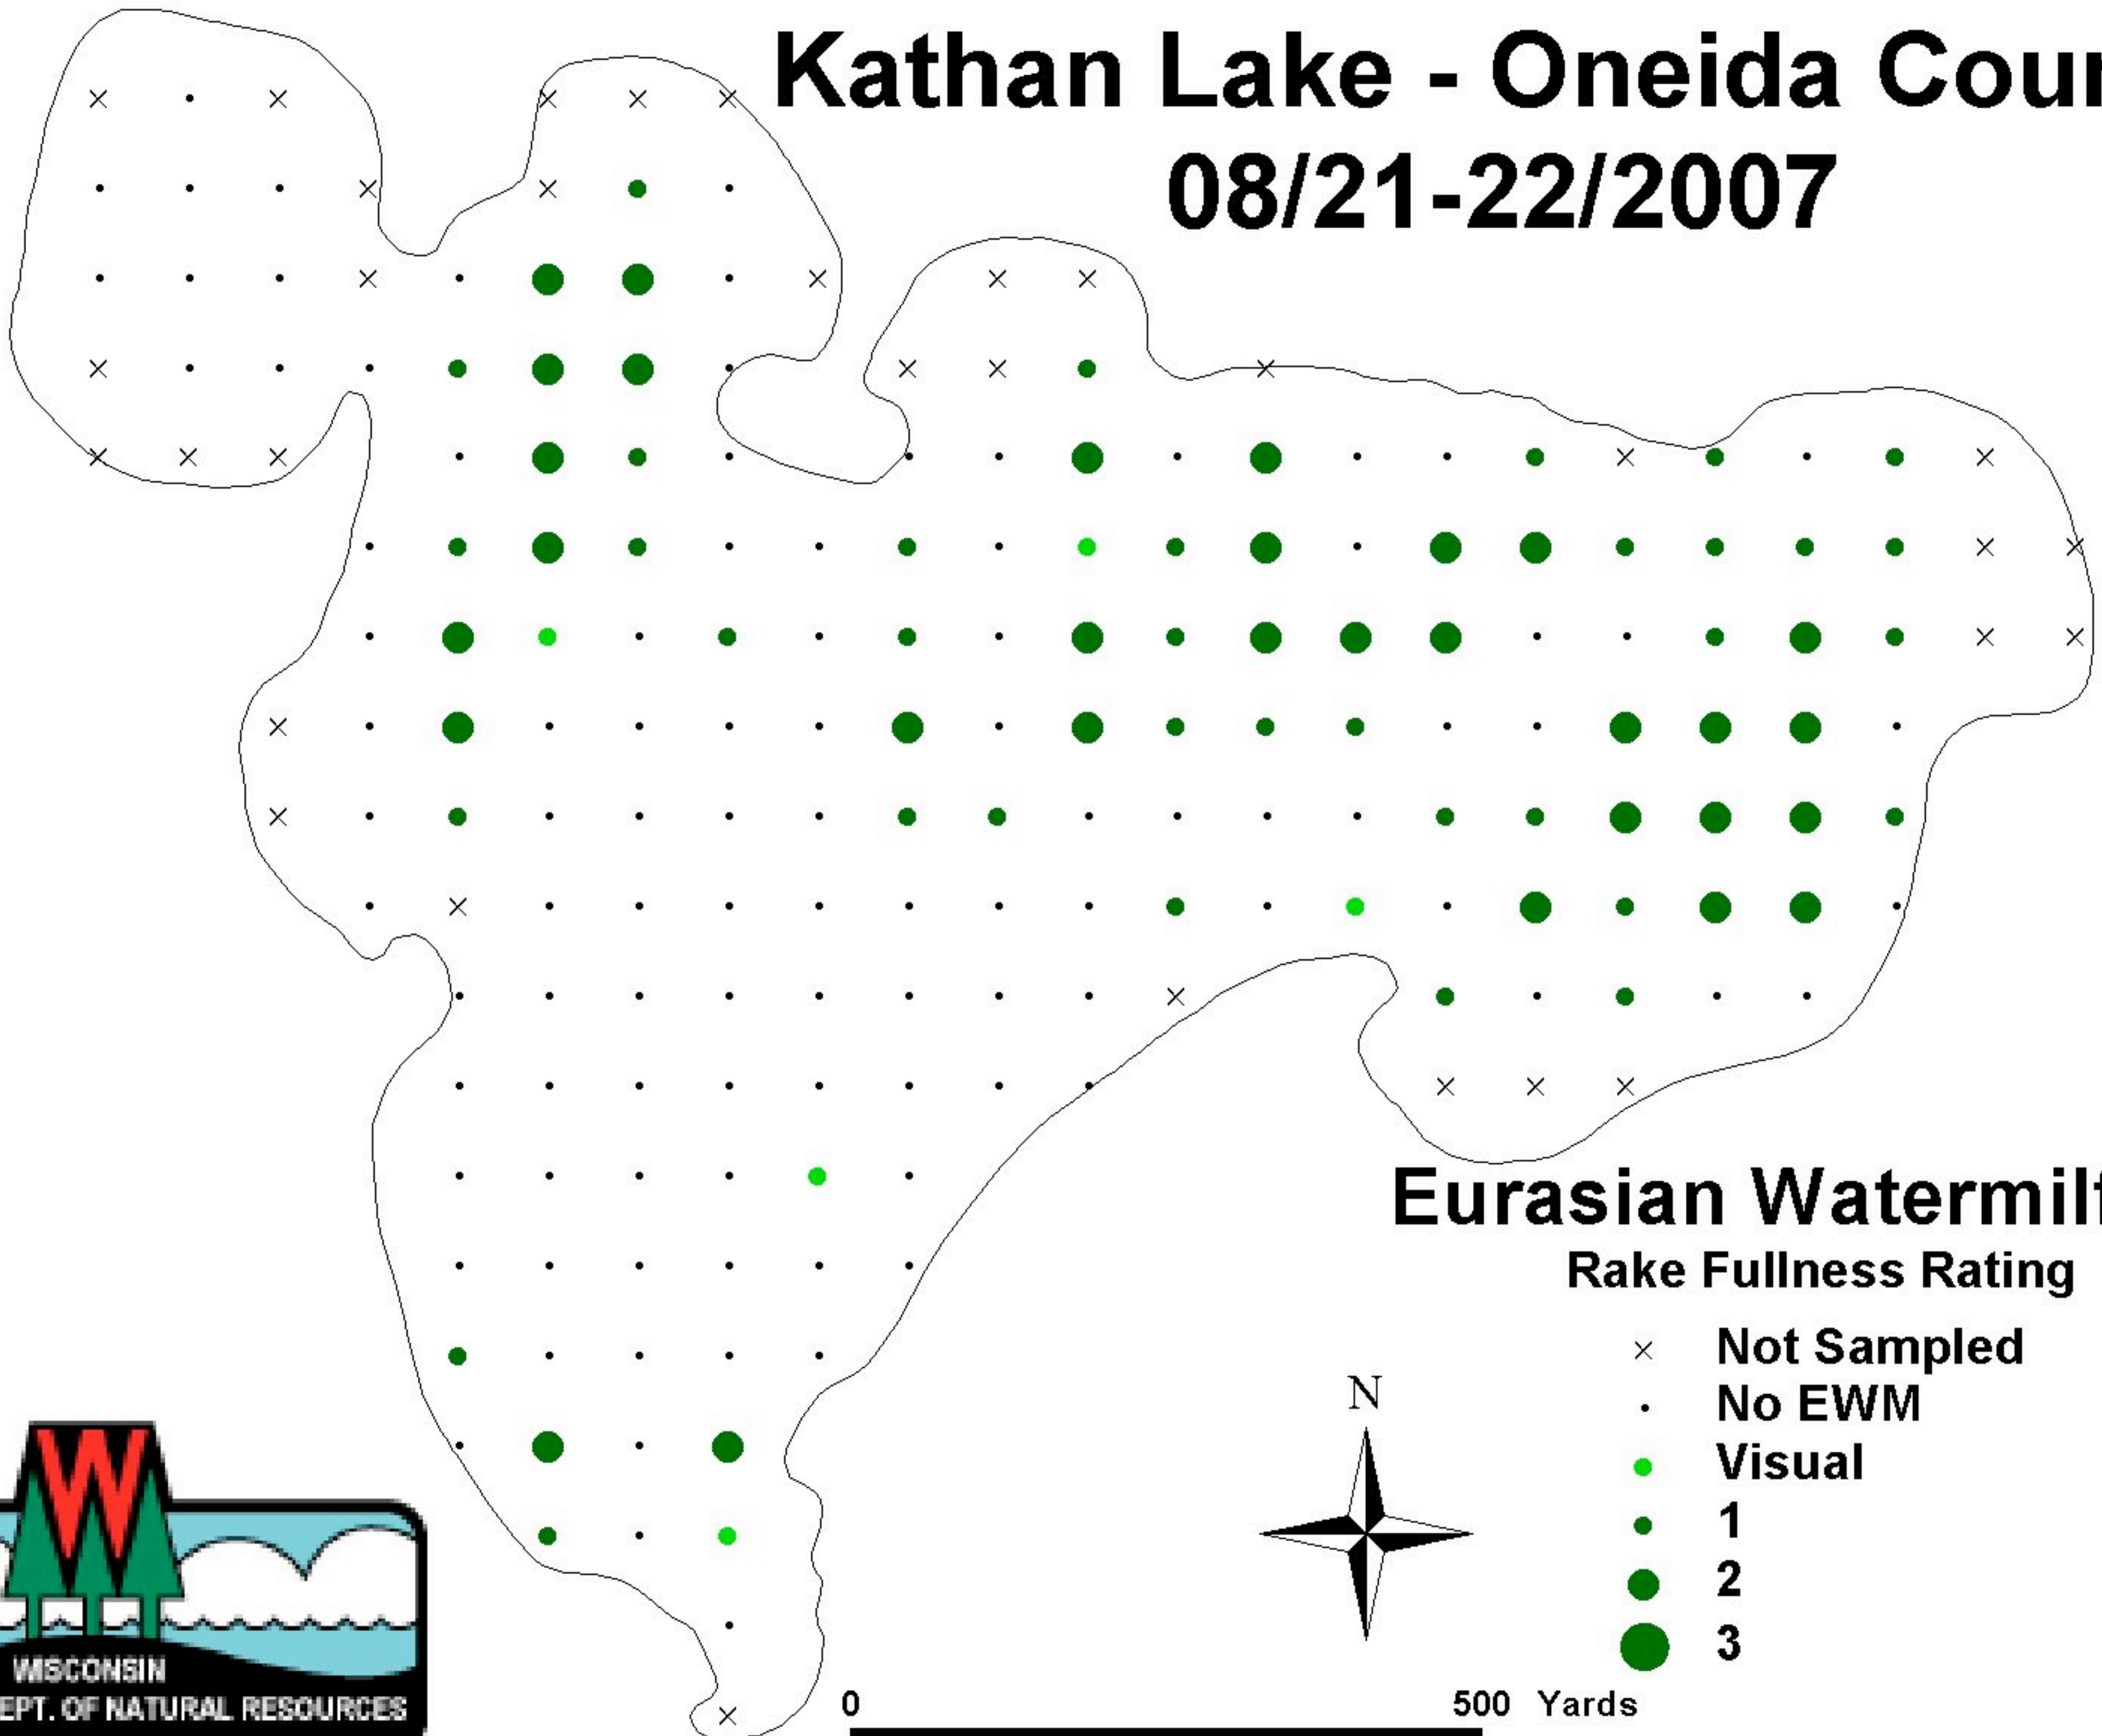 Kathan Lake - Oneida Cour
08/21-22/2007
Eurasian Watermilf
Rake Fullness Rating
Not Sampled
No EWM
Visual
1
2
3
N
0 500 Yards
W
WISCONSIN
EPT. OF NATURAL RESOURCES